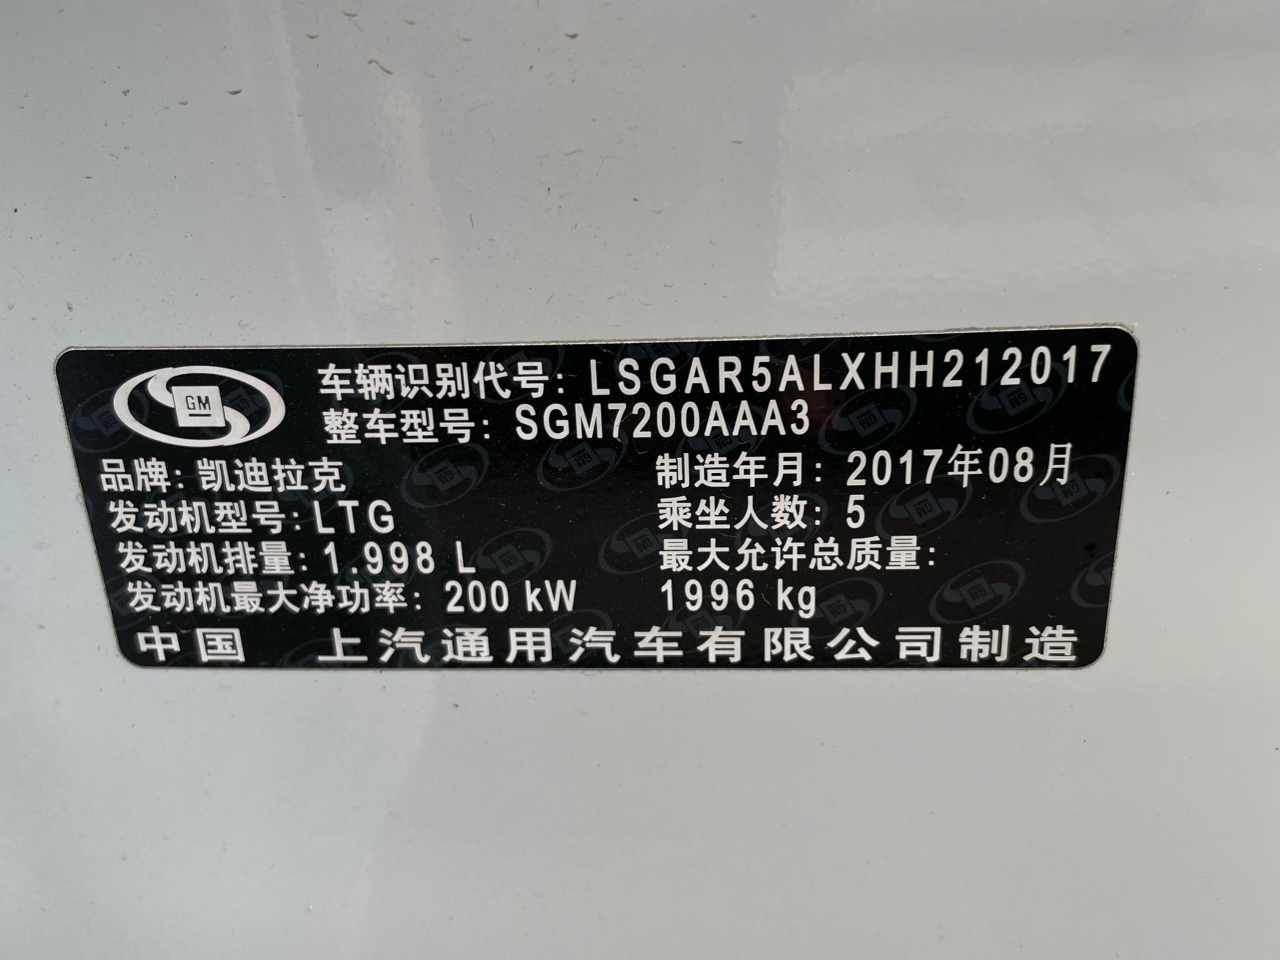 GM
车辆识别代号: LSGAR5ALXHH212017
整车型号: SGM7200AAA3
品牌: 凯迪拉克
制造年月: 2017年08月
发动机型号: LTG
乘坐人数: 5
发动机排量: 1.998 L
最大允许总质量:
发动机最大净功率: 200 kW
1996 kg
中国 上汽通用汽车有限公司制造